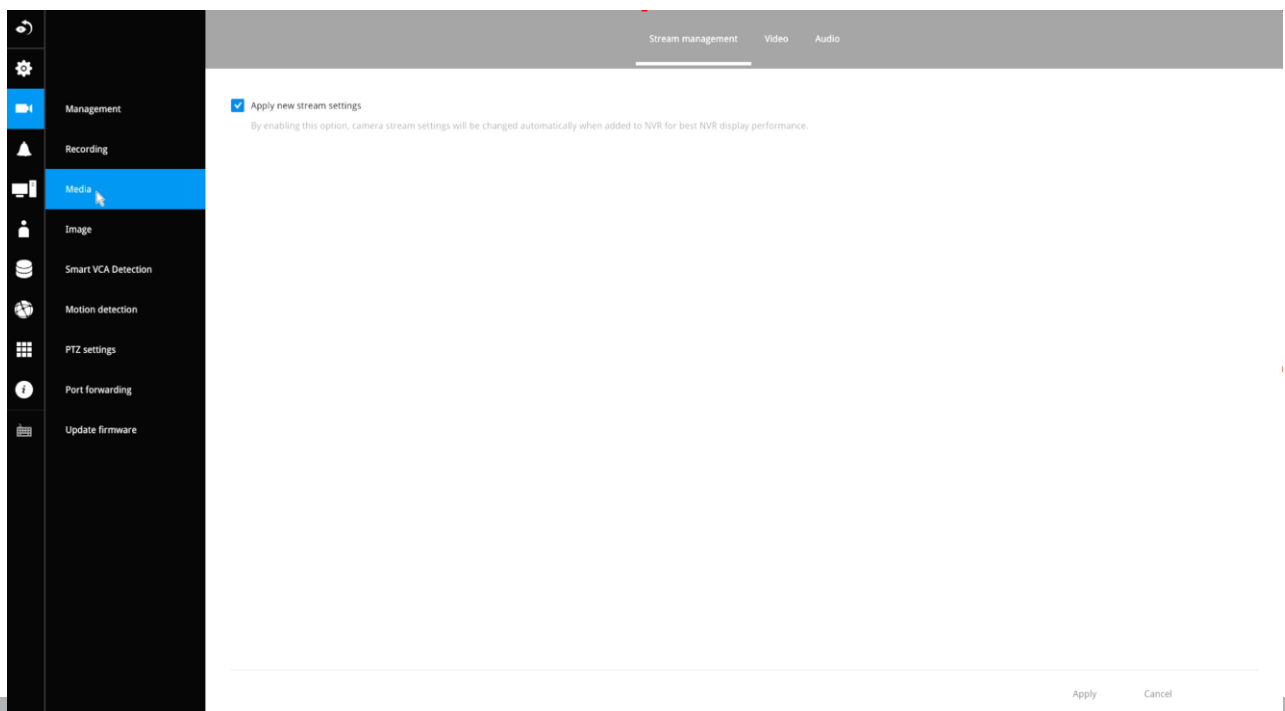 Stream management
Video
Audio
Management
Recording
Media
Image
Smart VCA Detection
Motion detection
PTZ settings
Port forwarding
Update firmware
Apply new stream settings
By enabling this option, camera stream settings will be changed automatically when added to NVR for best NVR display performance.
Apply
Cancel